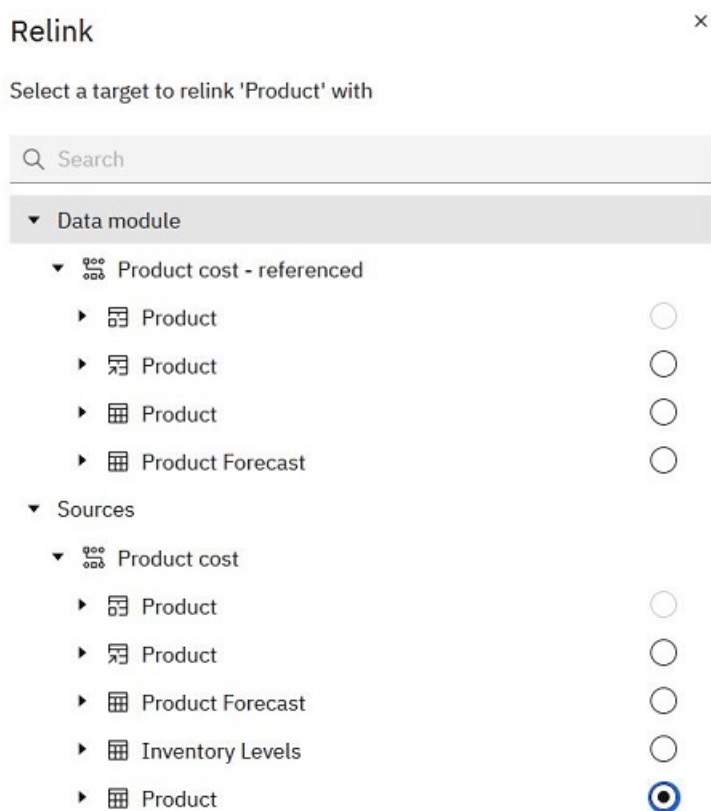 Relink
Select a target to relink 'Product' with
Search
Data module
Product cost - referenced
Product
Product
Product
Product Forecast
Sources
Product cost
Product
Product
Product Forecast
Inventory Levels
Product